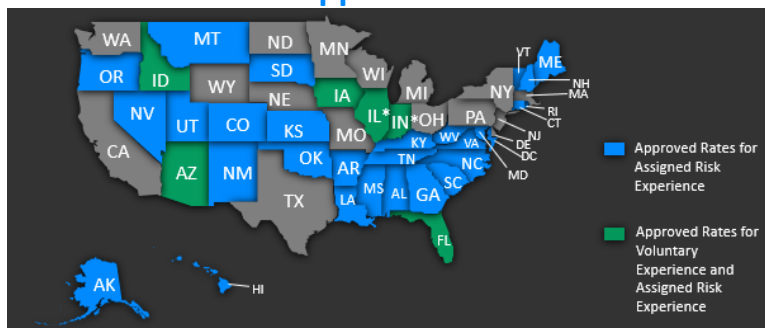 WA
MT
ND
MN
VT
ME
OR
ID
SD
WI
MI
NY
NH
MA
WY
IA
RI
CT
NV
NE
IL*
IN*
OH
PA
NJ
UT
CO
KS
MO
KY
WV
VA
DE
DC
MD
CA
AZ
NM
OK
AR
TN
NC
SC
TX
LA
MS
AL
GA
FL
AK
HI
Approved Rates for
Assigned Risk
Experience
Approved Rates for
Voluntary
Experience and
Assigned Risk
Experience